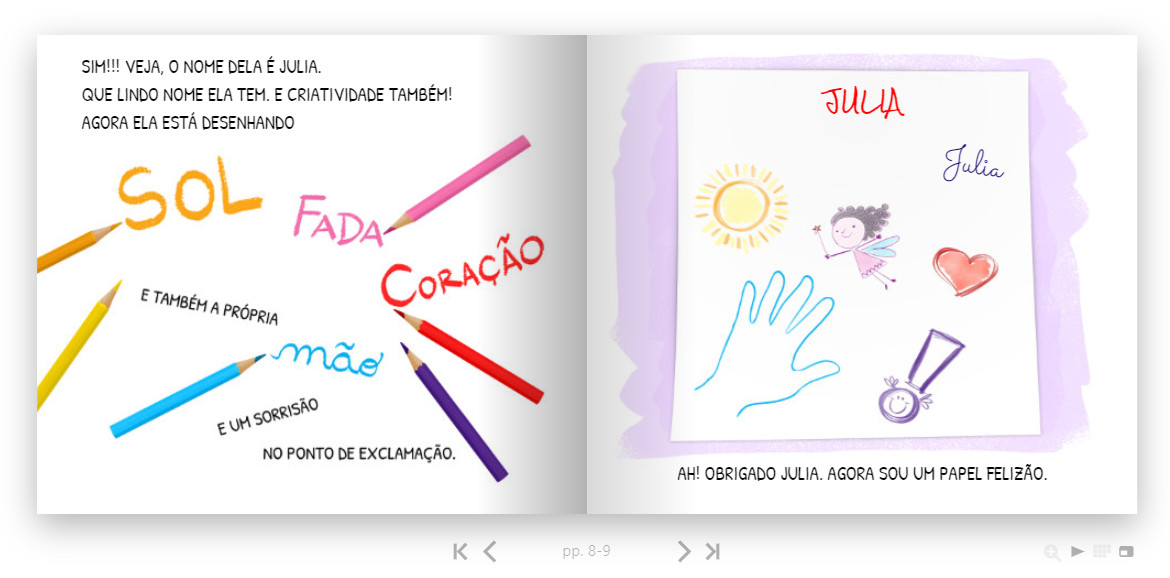 SIM!!! VEJA, O NOME DELA É JULIA.
QUE LINDO NOME ELA TEM. E CRIATIVIDADE TAMBÉM!
AGORA ELA ESTÁ DESENHANDO
SOL
FADA
CORAÇÃO
E TAMBÉM A PRÓPRIA
mão
E UM SORRISÃO
NO PONTO DE EXCLAMAÇÃO.
JULIA
Julia
AH! OBRIGADO JULIA. AGORA SOU UM PAPEL FELIZÃO.
pp. 8-9